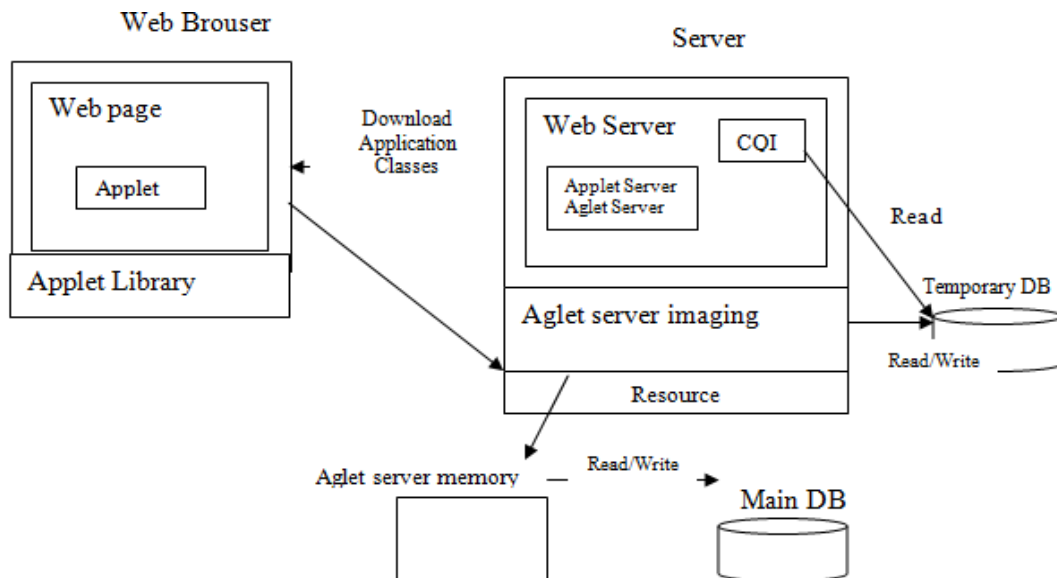 Web Brouser
Server
Web page
Applet
Applet Library
Download
Application
Classes
Web Server
CQI
Applet Server
Aglet Server
Read
Temporary DB
Aglet server imaging
Read/Write
Resource
Aglet server memory
Read/Write
Main DB